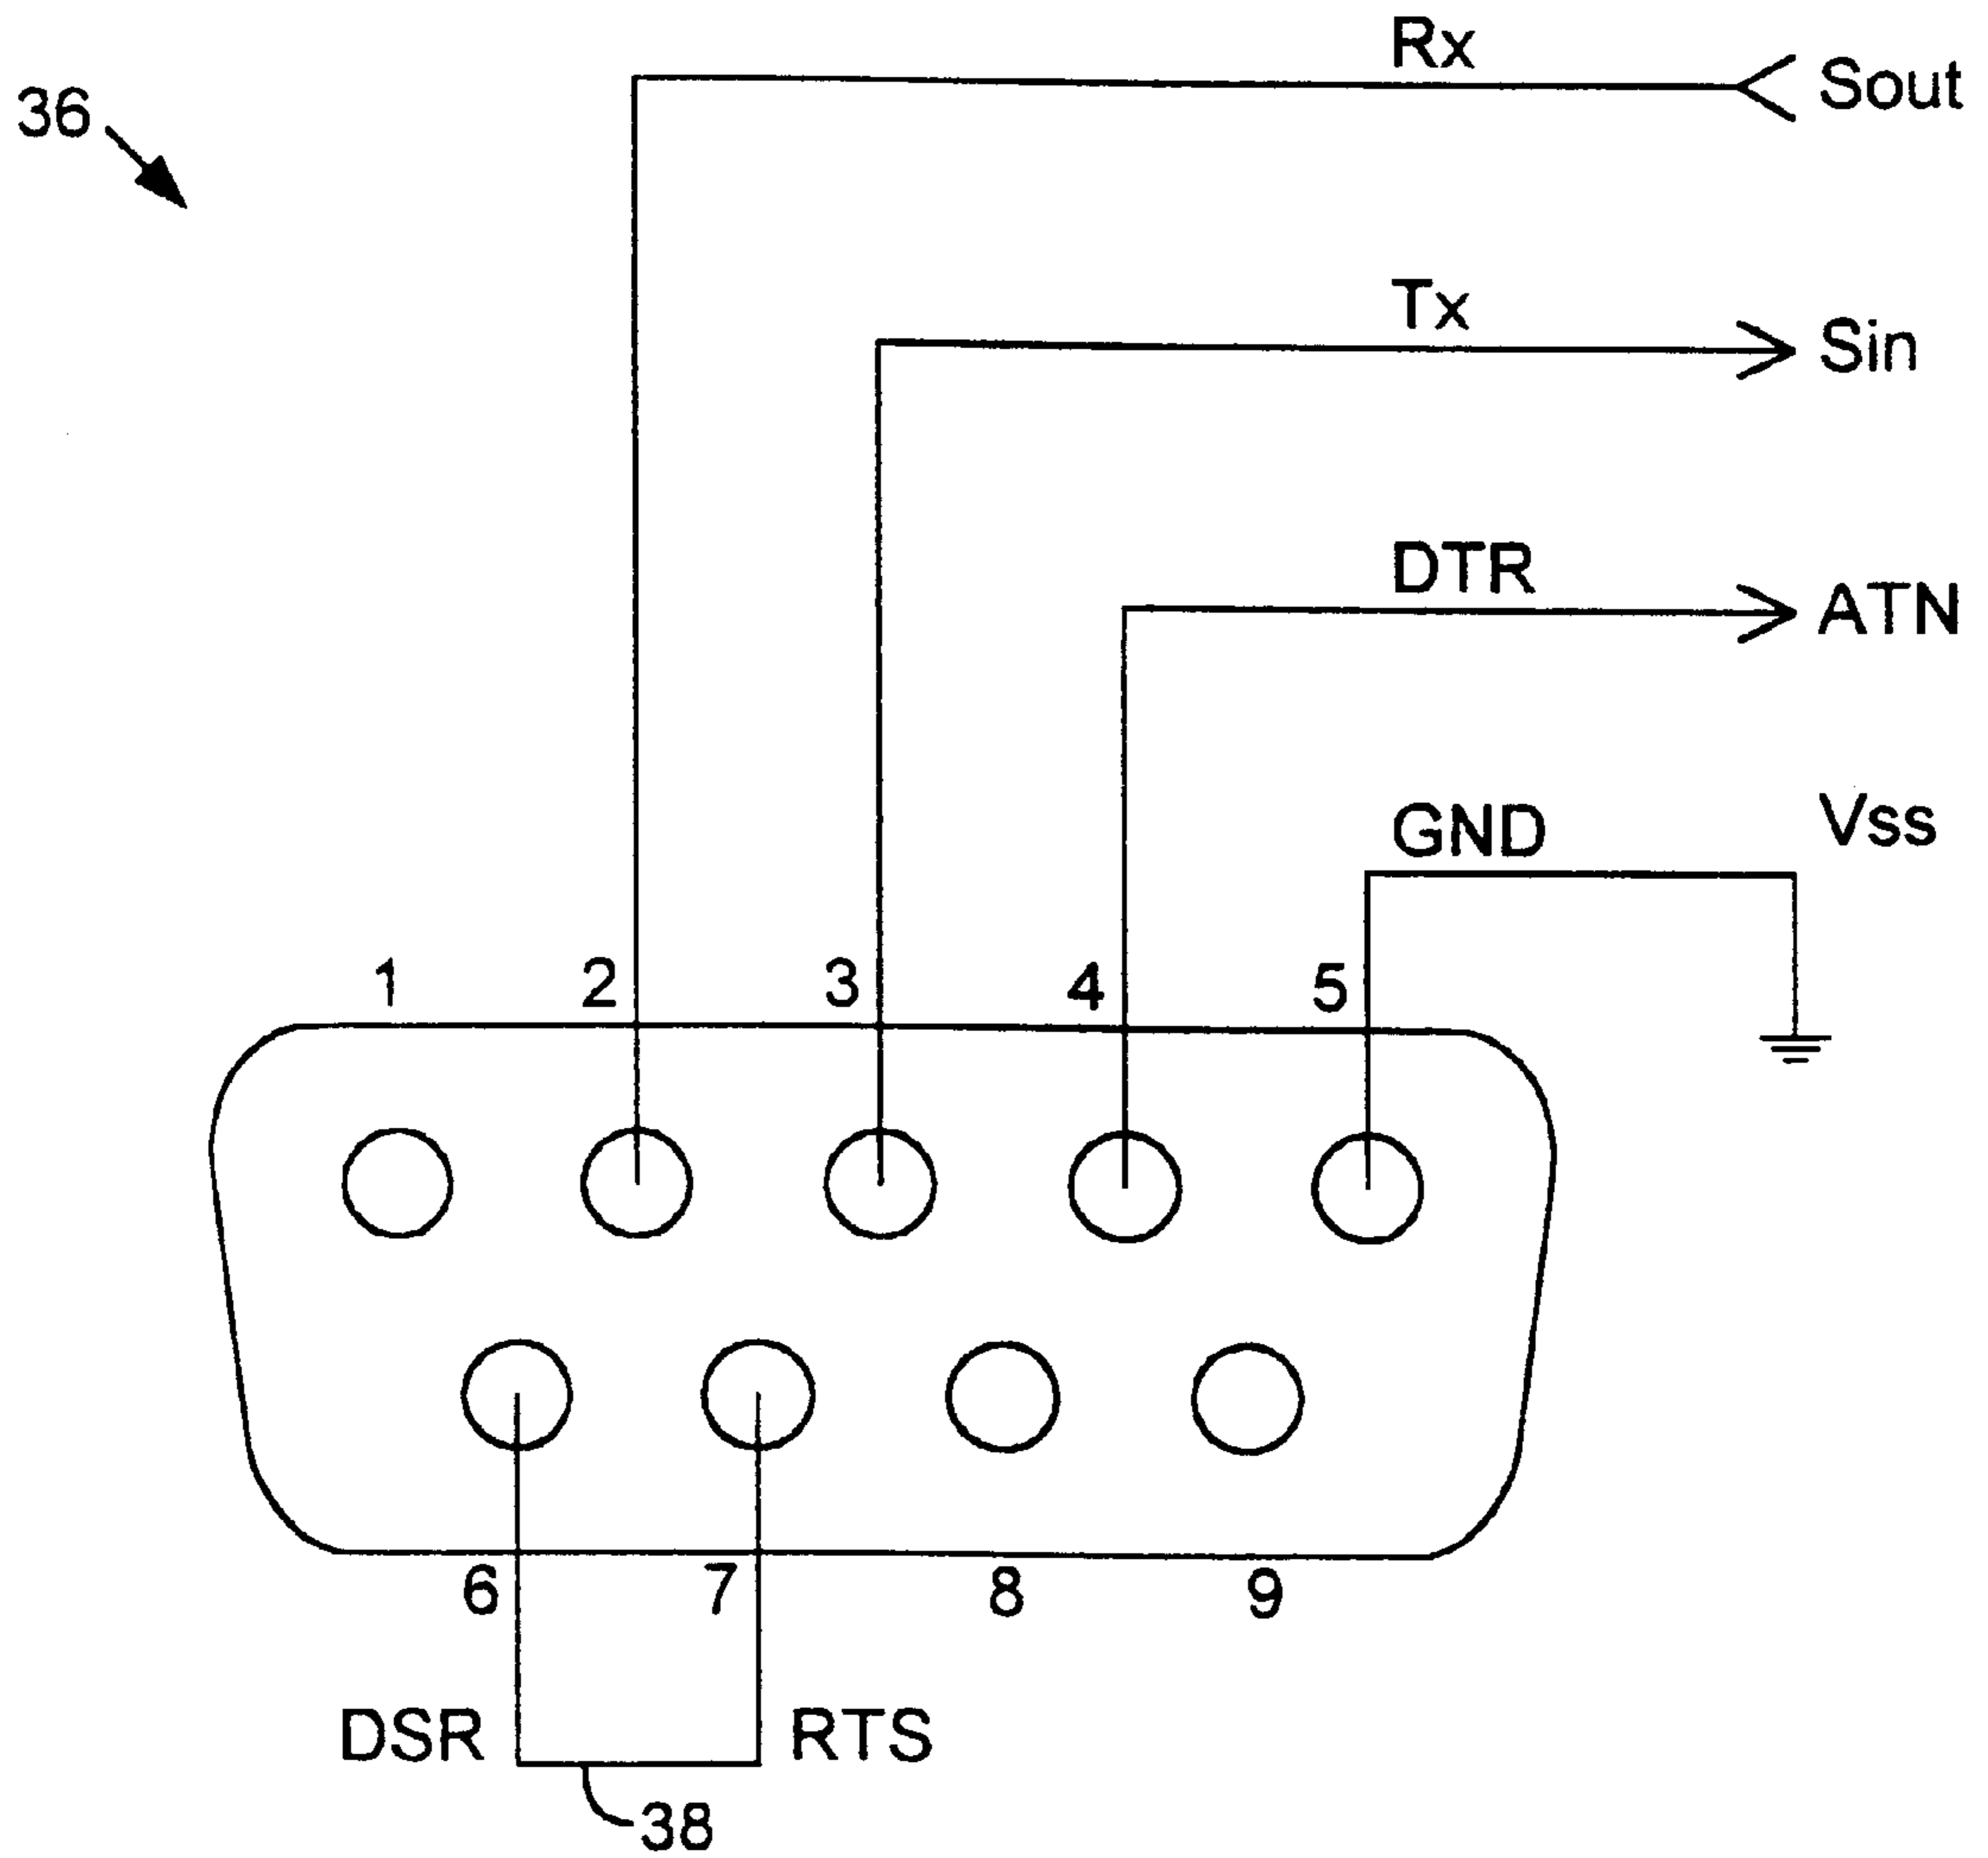 Rx
Sout
36
Tx
Sin
DTR
ATN
GND
Vss
1 2 3 4 5
6 7 8 9
DSR RTS
38